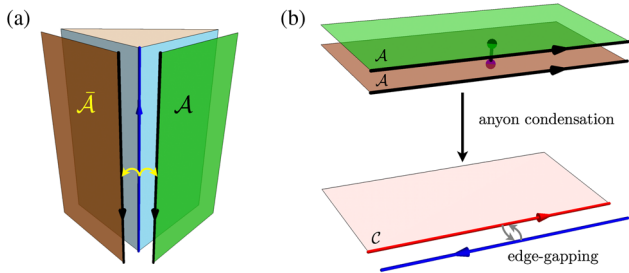 (a)
(b)
𝒜̄
𝒜
𝒜
𝒜
anyon condensation
𝒞
edge-gapping